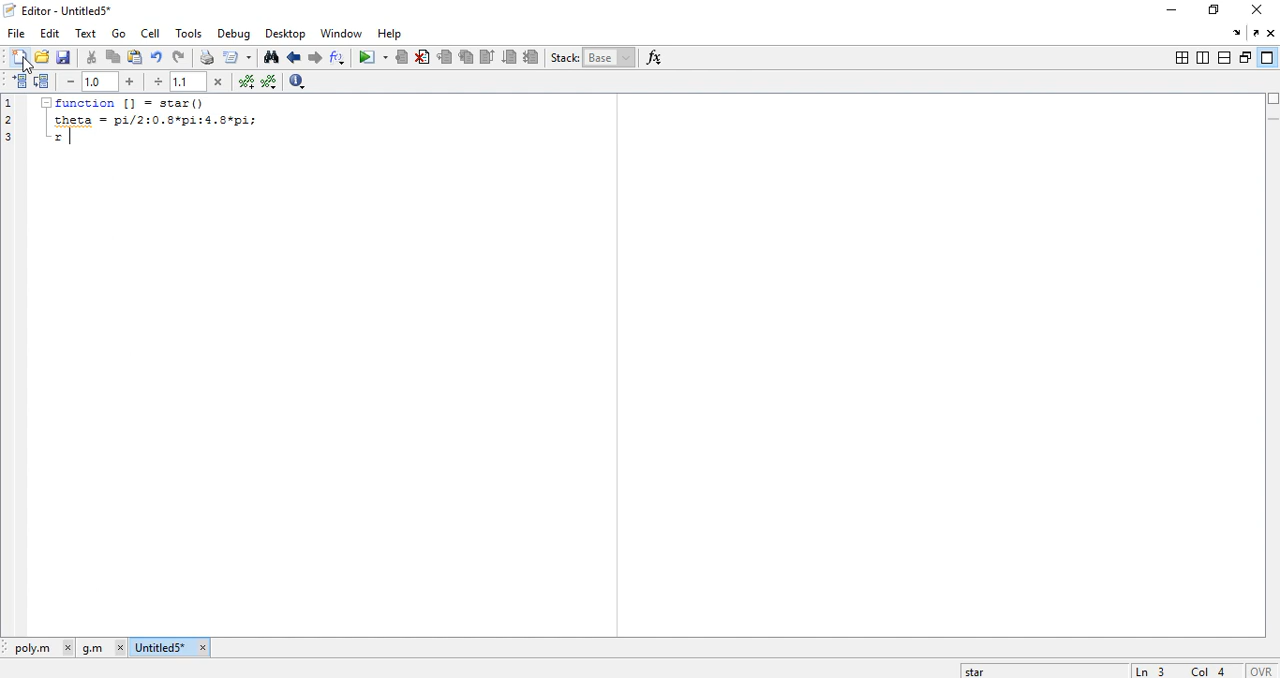 Editor - Untitled5*
File Edit Text Go Cell Tools Debug Desktop Window Help
Stack: Base fx
- 1.0 + ÷ 1.1 ×
1 function [] = star()
2 theta = pi/2:0.8*pi:4.8*pi;
3 r
poly.m × g.m × Untitled5* ×
star Ln 3 Col 4 OVR